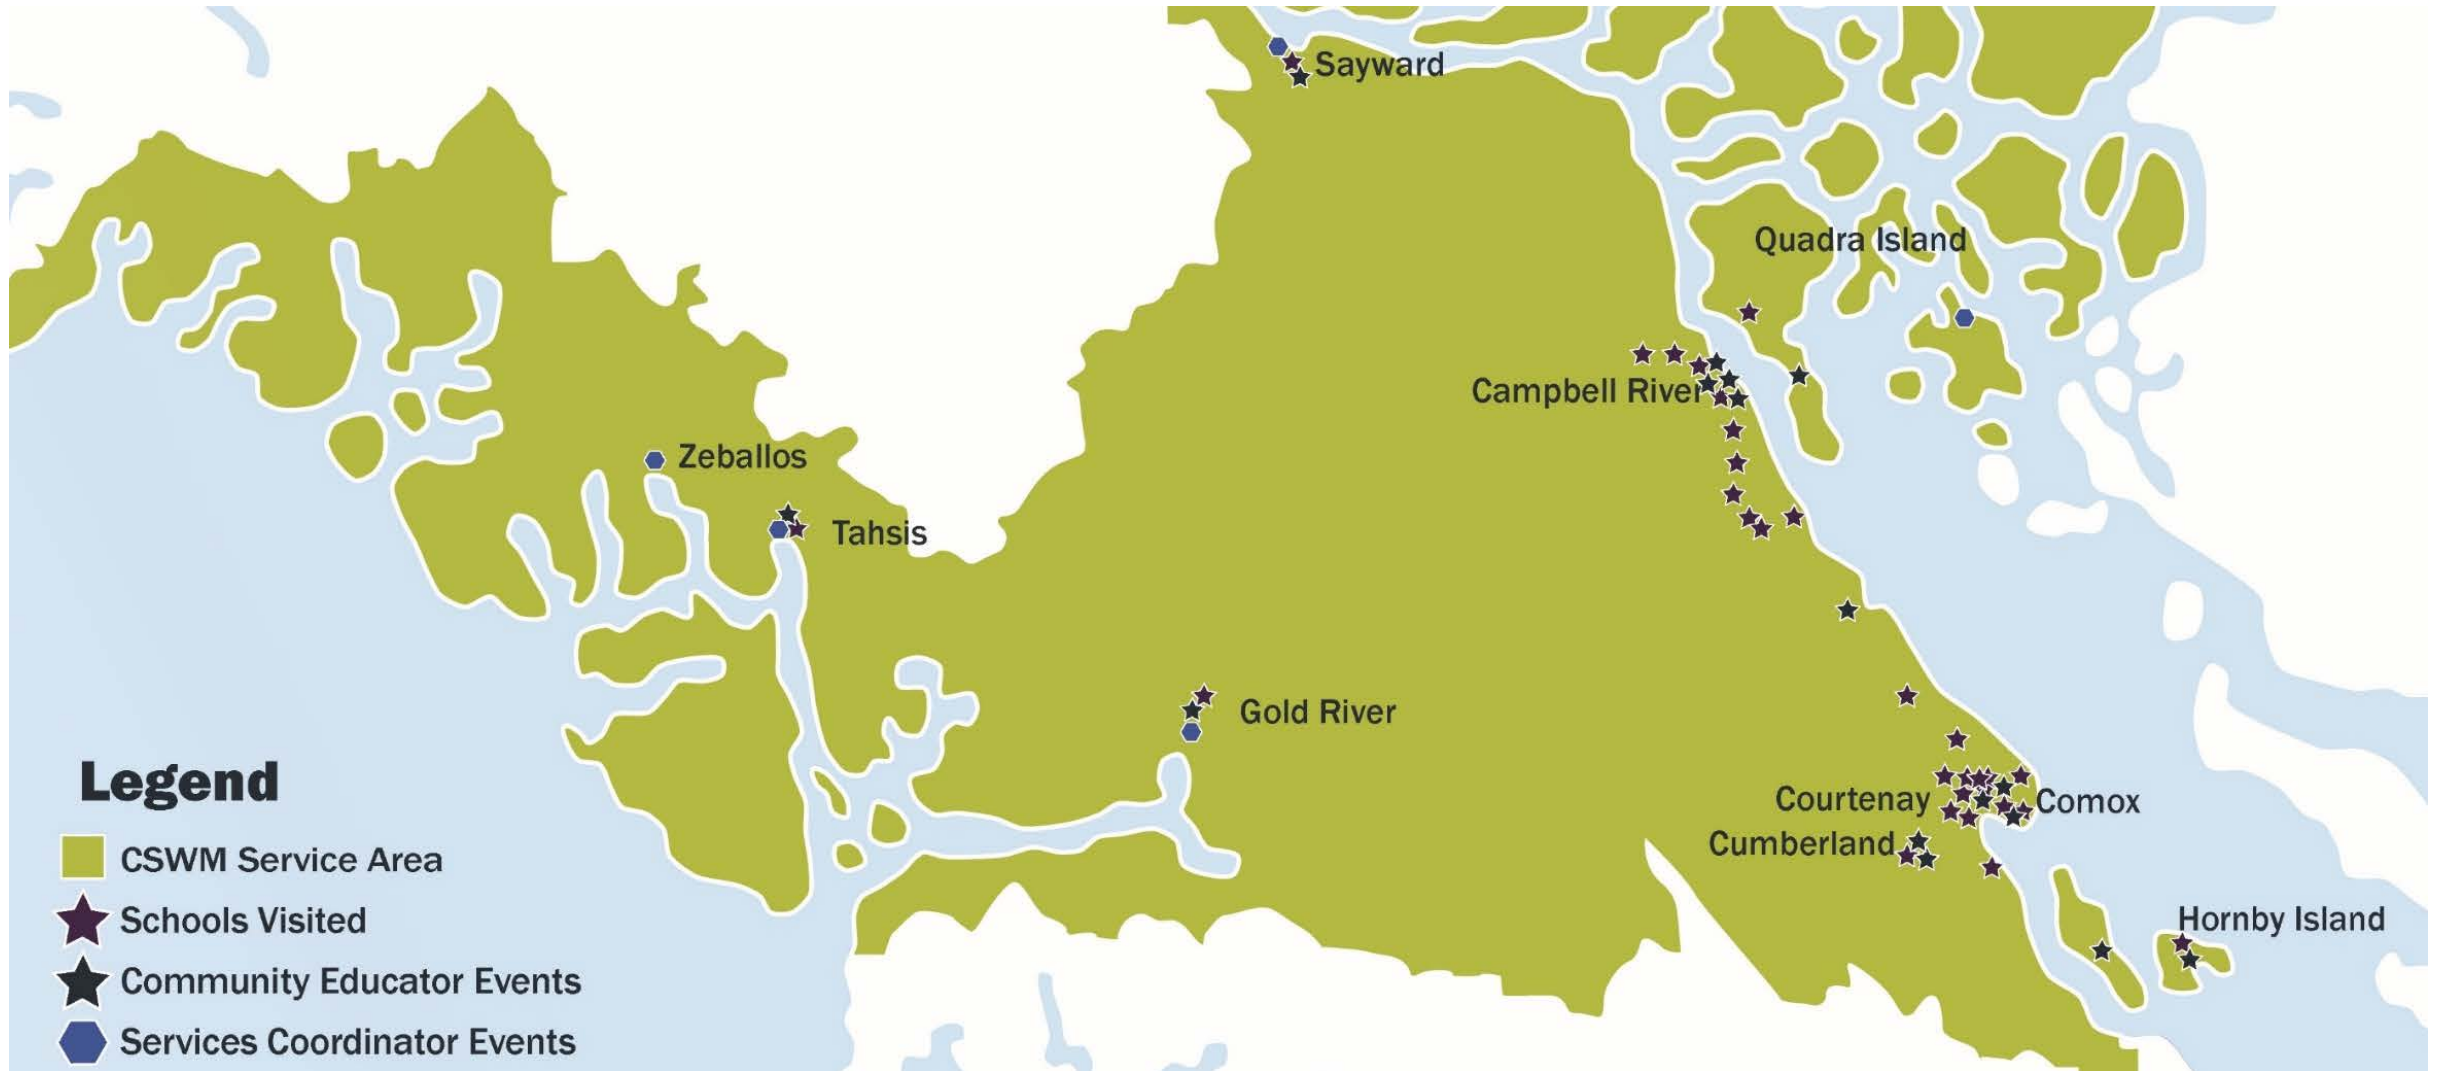 Sayward
Quadra Island
Campbell River
Zeballos
Tahsis
Gold River
Courtenay
Comox
Cumberland
Hornby Island
Legend
CSWM Service Area
Schools Visited
Community Educator Events
Services Coordinator Events